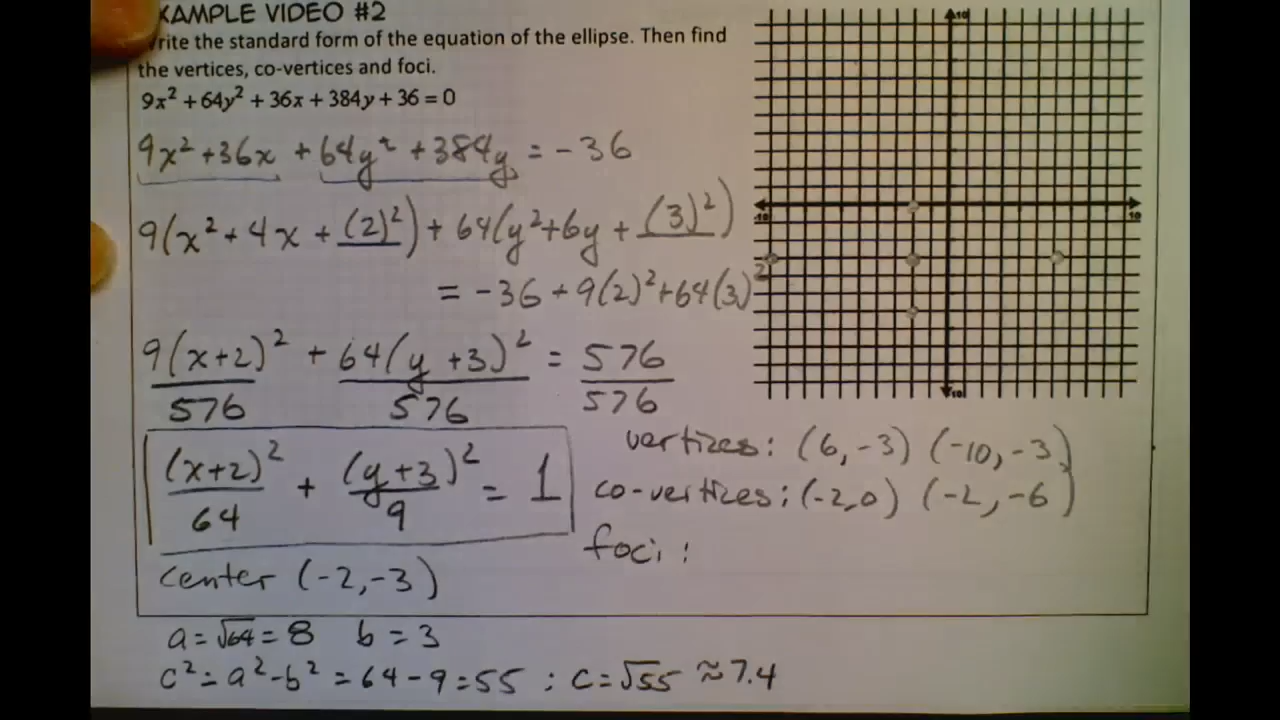 XAMPLE VIDEO #2
rite the standard form of the equation of the ellipse. Then find
the vertices, co-vertices and foci.
9x² + 64y² + 36x + 384y + 36 = 0
9x² + 36x + 64y² + 384y = -36
9(x² + 4x + (2)²) + 64(y² + 6y + (3)²)
= -36 + 9(2)² + 64(3)²
9(x+2)²/576 + 64(y+3)²/576 = 576/576
(x+2)²/64 + (y+3)²/9 = 1
center (-2,-3)
a = √64 = 8 b = 3
c² = a² - b² = 64 - 9 = 55 ; c = √55 ≈ 7.4
10
-10
10
-10
vertizes: (6,-3) (-10,-3)
co-vertizes: (-2,0) (-2,-6)
foci :